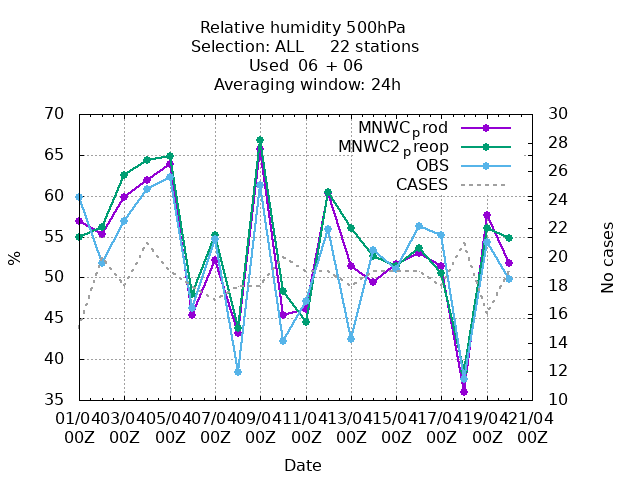 Relative humidity 500hPa
Selection: ALL     22 stations
Used  06 + 06
Averaging window: 24h
MNWCprod
MNWC2preop
OBS
CASES
70
65
60
55
50
45
40
35
30
28
26
24
22
20
18
16
14
12
10
%
No cases
01/04 03/04 05/04 07/04 09/04 11/04 13/04 15/04 17/04 19/04 21/04
00Z 00Z 00Z 00Z 00Z 00Z 00Z 00Z 00Z 00Z 00Z
Date